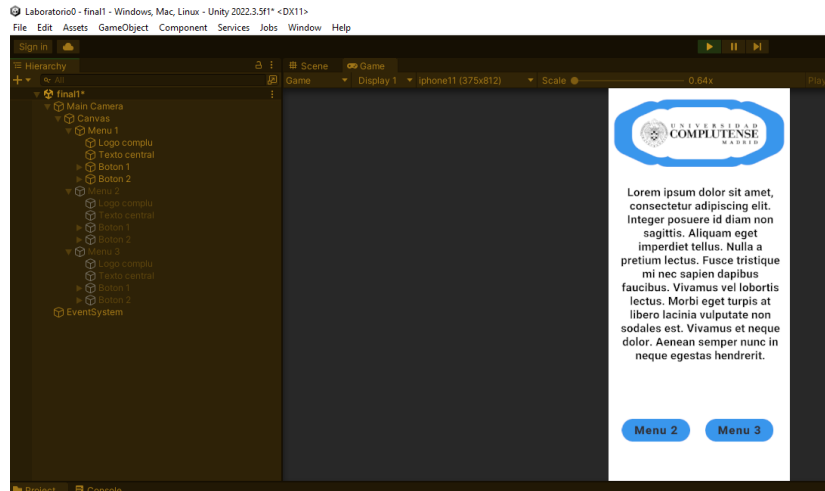 Laboratorio0 - final1 - Windows, Mac, Linux - Unity 2022.3.5f1* <DX11>
File Edit Assets GameObject Component Services Jobs Window Help
Sign in
Hierarchy
All
final1*
Main Camera
Canvas
Menu 1
Logo complu
Texto central
Boton 1
Boton 2
Menu 2
Logo complu
Texto central
Boton 1
Boton 2
Menu 3
Logo complu
Texto central
Boton 1
Boton 2
EventSystem
Scene Game
Game Display 1 iphone11 (375x812) Scale 0.64x Play
UNIVERSIDAD
COMPLUTENSE
MADRID
Lorem ipsum dolor sit amet,
consectetur adipiscing elit.
Integer posuere id diam non
sagittis. Aliquam eget
imperdiet tellus. Nulla a
pretium lectus. Fusce tristique
mi nec sapien dapibus
faucibus. Vivamus vel lobortis
lectus. Morbi eget turpis at
libero lacinia vulputate non
sodales est. Vivamus et neque
dolor. Aenean semper nunc in
neque egestas hendrerit.
Menu 2 Menu 3
Project Console